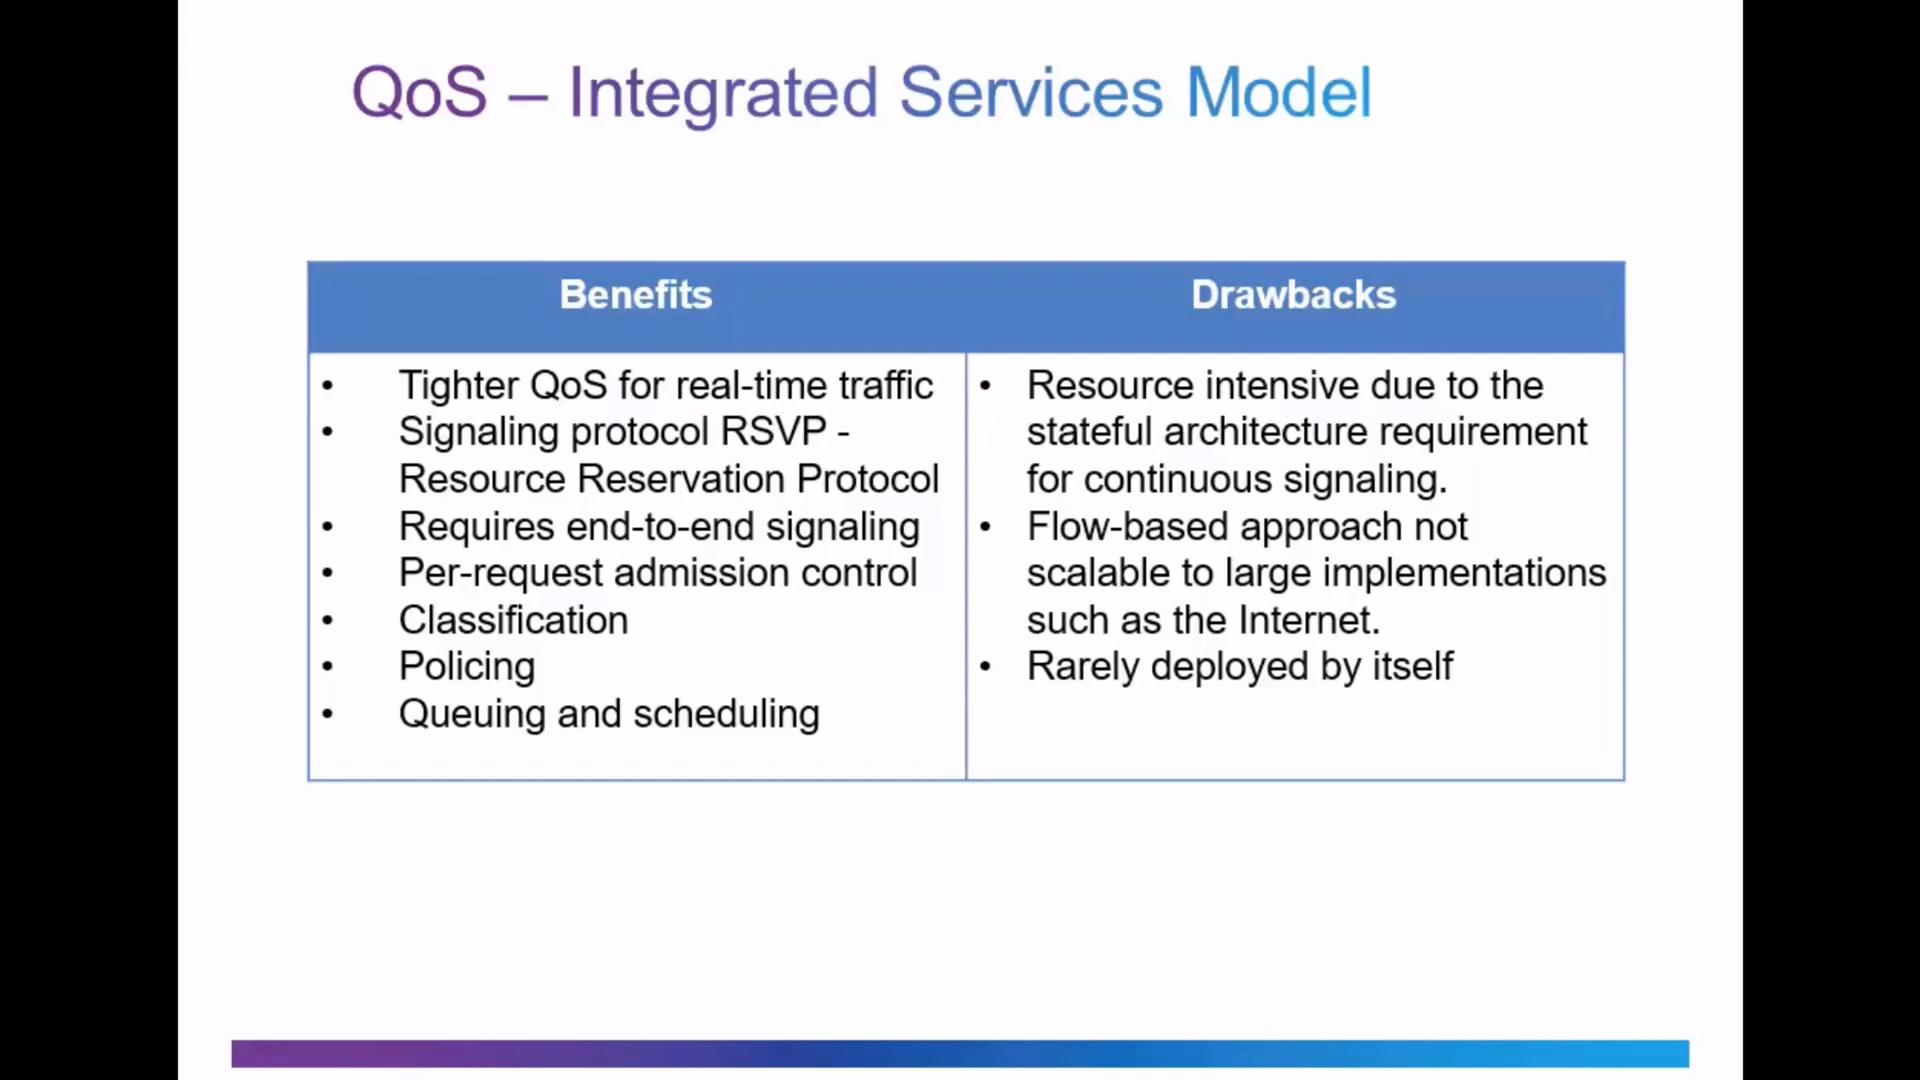 QoS – Integrated Services Model
Benefits
Drawbacks
• Tighter QoS for real-time traffic
• Signaling protocol RSVP -
Resource Reservation Protocol
• Requires end-to-end signaling
• Per-request admission control
• Classification
• Policing
• Queuing and scheduling
• Resource intensive due to the
stateful architecture requirement
for continuous signaling.
• Flow-based approach not
scalable to large implementations
such as the Internet.
• Rarely deployed by itself